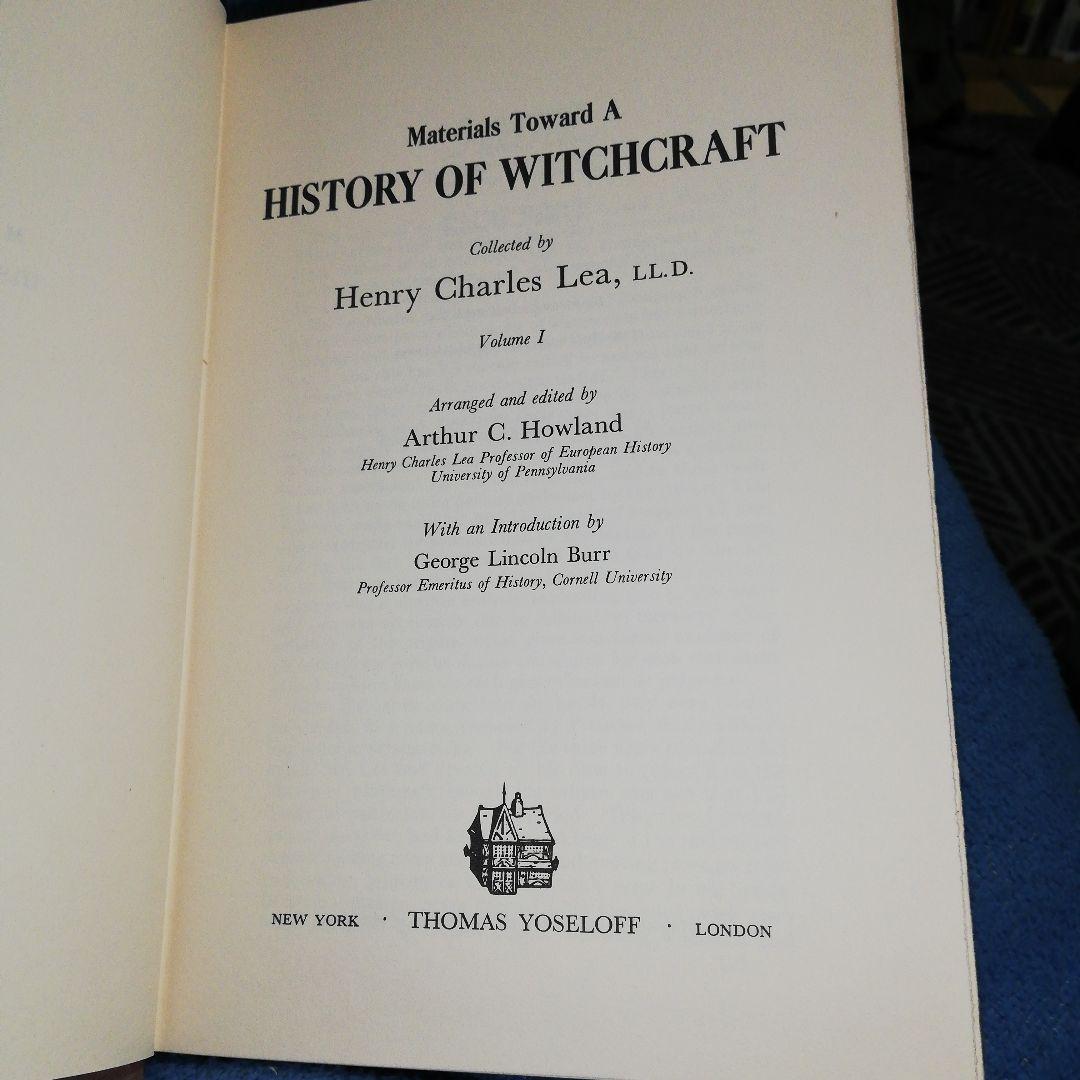 Materials Toward A
HISTORY OF WITCHCRAFT
Collected by
Henry Charles Lea, LL.D.
Volume I
Arranged and edited by
Arthur C. Howland
Henry Charles Lea Professor of European History
University of Pennsylvania
With an Introduction by
George Lincoln Burr
Professor Emeritus of History, Cornell University
NEW YORK · THOMAS YOSELOFF · LONDON